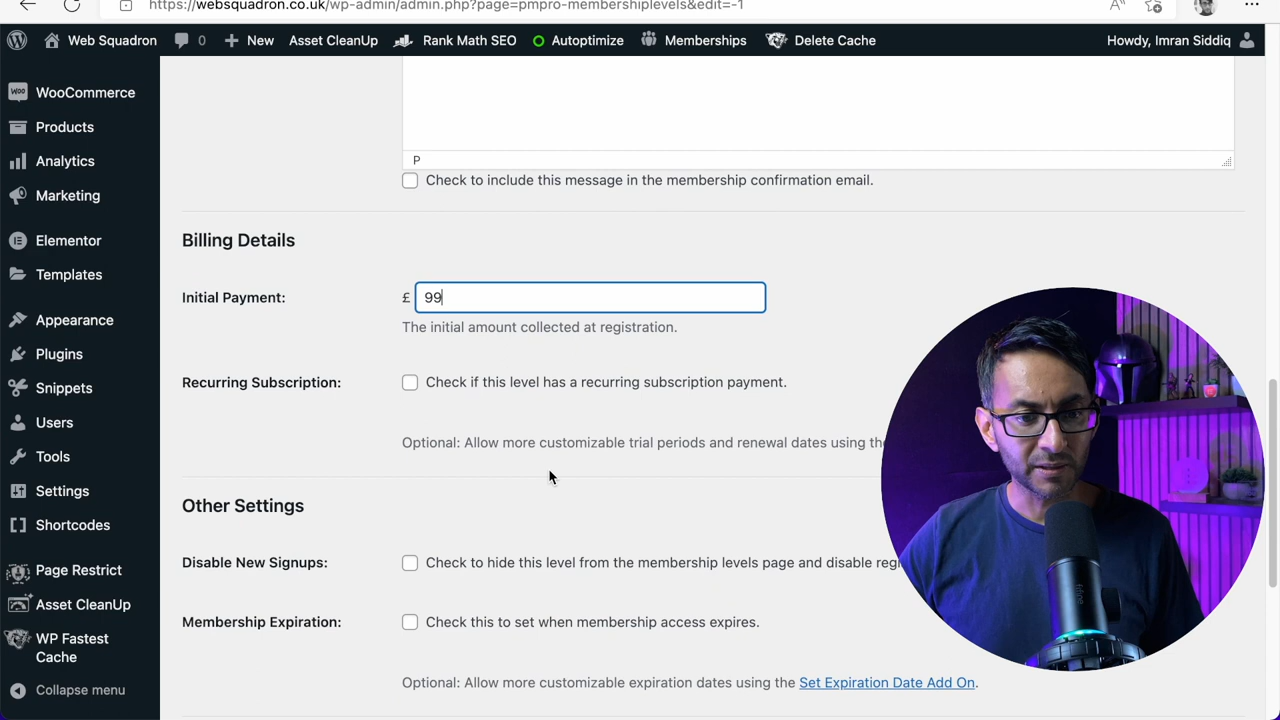 https://websquadron.co.uk/wp-admin/admin.php?page=pmpro-membershiplevels&edit=-1
Web Squadron 0 New Asset CleanUp Rank Math SEO Autoptimize Memberships Delete Cache Howdy, Imran Siddiq
WooCommerce
Products
Analytics
Marketing
Elementor
Templates
Appearance
Plugins
Snippets
Users
Tools
Settings
Shortcodes
Page Restrict
Asset CleanUp
WP Fastest
Cache
Collapse menu
P
Check to include this message in the membership confirmation email.
Billing Details
Initial Payment: £ 99
The initial amount collected at registration.
Recurring Subscription: Check if this level has a recurring subscription payment.
Optional: Allow more customizable trial periods and renewal dates using the
Other Settings
Disable New Signups: Check to hide this level from the membership levels page and disable
Membership Expiration: Check this to set when membership access expires.
Optional: Allow more customizable expiration dates using the Set Expiration Date Add On.
fifine